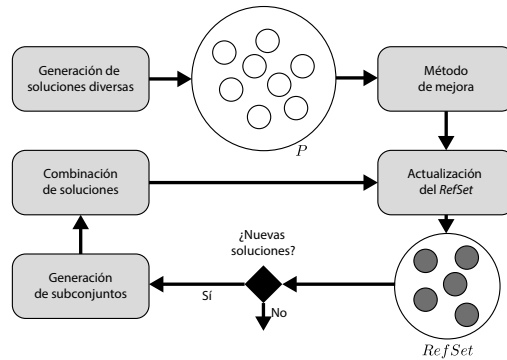 Generación de
soluciones diversas
P
Método
de mejora
Combinación
de soluciones
Actualización
del RefSet
¿Nuevas
soluciones?
Generación
de subconjuntos
Sí
No
RefSet